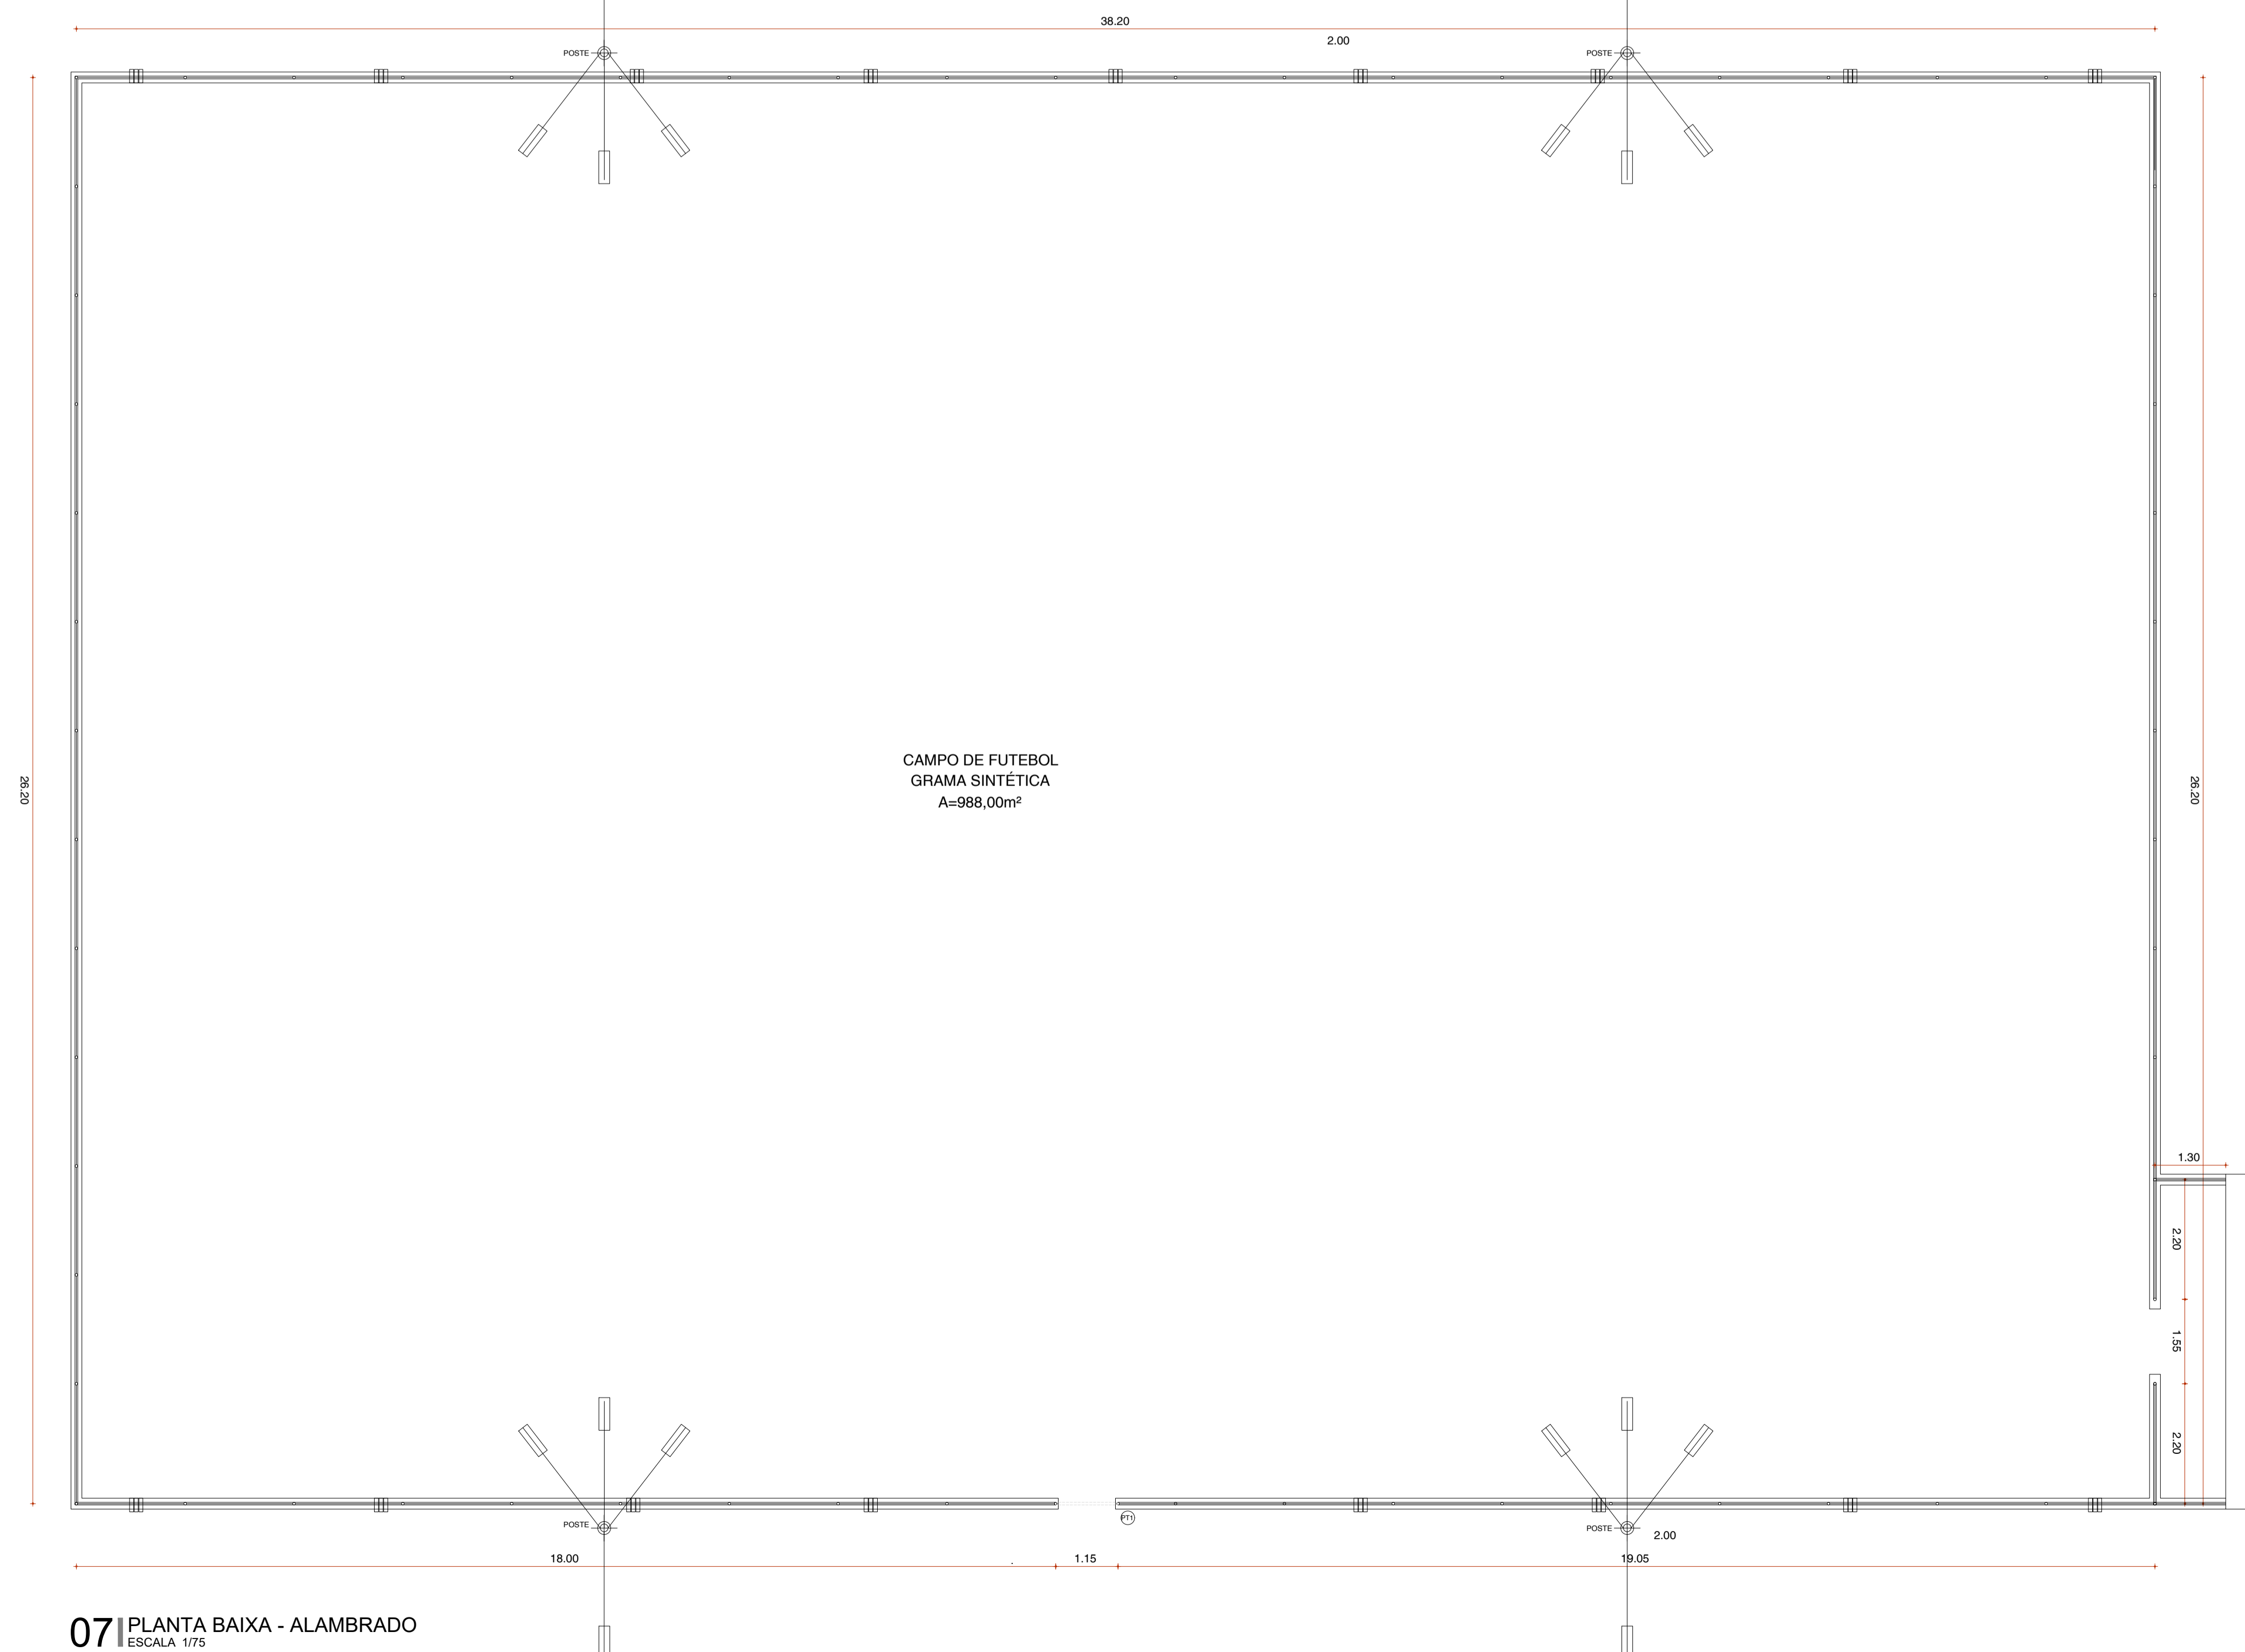 38.20
2.00
POSTE
POSTE
26.20
26.20
CAMPO DE FUTEBOL
GRAMA SINTÉTICA
A=988,00m²
1.30
2.20
1.55
2.20
PT1
POSTE
POSTE
2.00
18.00
1.15
19.05
07 PLANTA BAIXA - ALAMBRADO
ESCALA 1/75